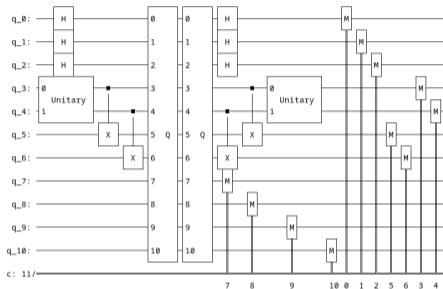 q_0: H 0 0 H M
q_1: H 1 1 H M
q_2: H 2 2 H M
q_3: 0 3 3 0 M
Unitary Unitary
q_4: 1 4 4 1 M
q_5: X 5 Q 5 Q X M
q_6: X 6 6 X M
q_7: 7 7 M
q_8: 8 8 M
q_9: 9 9 M
q_10: 10 10 M
c: 11/
7 8 9 10 0 1 2 5 6 3 4